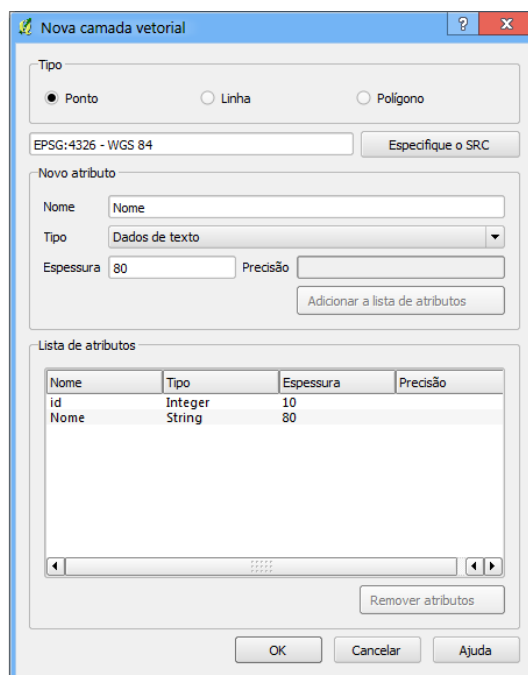 Nova camada vetorial
Tipo
Ponto Linha Polígono
EPSG:4326 - WGS 84 Especifique o SRC
Novo atributo
Nome Nome
Tipo Dados de texto
Espessura 80 Precisão
Adicionar a lista de atributos
Lista de atributos
Nome Tipo Espessura Precisão
id Integer 10
Nome String 80
Remover atributos
OK Cancelar Ajuda